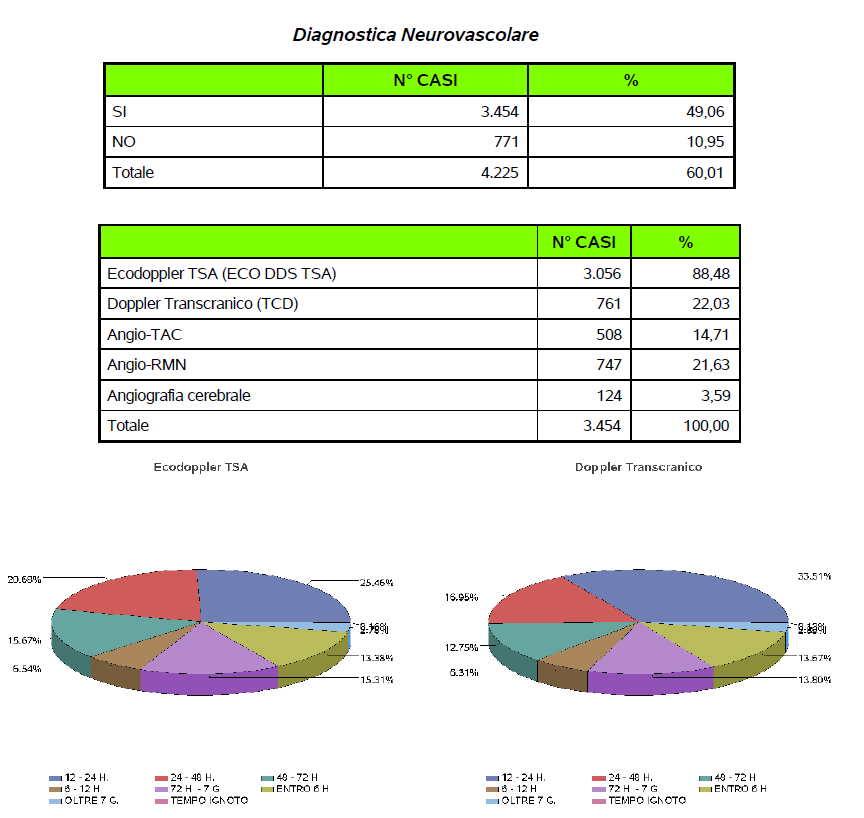 Diagnostica Neurovascolare
N° CASI %
SI 3.454 49,06
NO 771 10,95
Totale 4.225 60,01
N° CASI %
Ecodoppler TSA (ECO DDS TSA) 3.056 88,48
Doppler Transcranico (TCD) 761 22,03
Angio-TAC 508 14,71
Angio-RMN 747 21,63
Angiografia cerebrale 124 3,59
Totale 3.454 100,00
Ecodoppler TSA Doppler Transcranico
20.68% 25.46% 33.51%
16.95%
15.67% 13.38% 12.75% 13.67%
6.54% 15.31% 6.31% 13.80%
12 - 24 H. 24 - 48 H. 48 - 72 H 12 - 24 H. 24 - 48 H. 48 - 72 H
6 - 12 H 72 H - 7 G ENTRO 6 H 6 - 12 H 72 H - 7 G ENTRO 6 H
OLTRE 7 G. TEMPO IGNOTO OLTRE 7 G. TEMPO IGNOTO